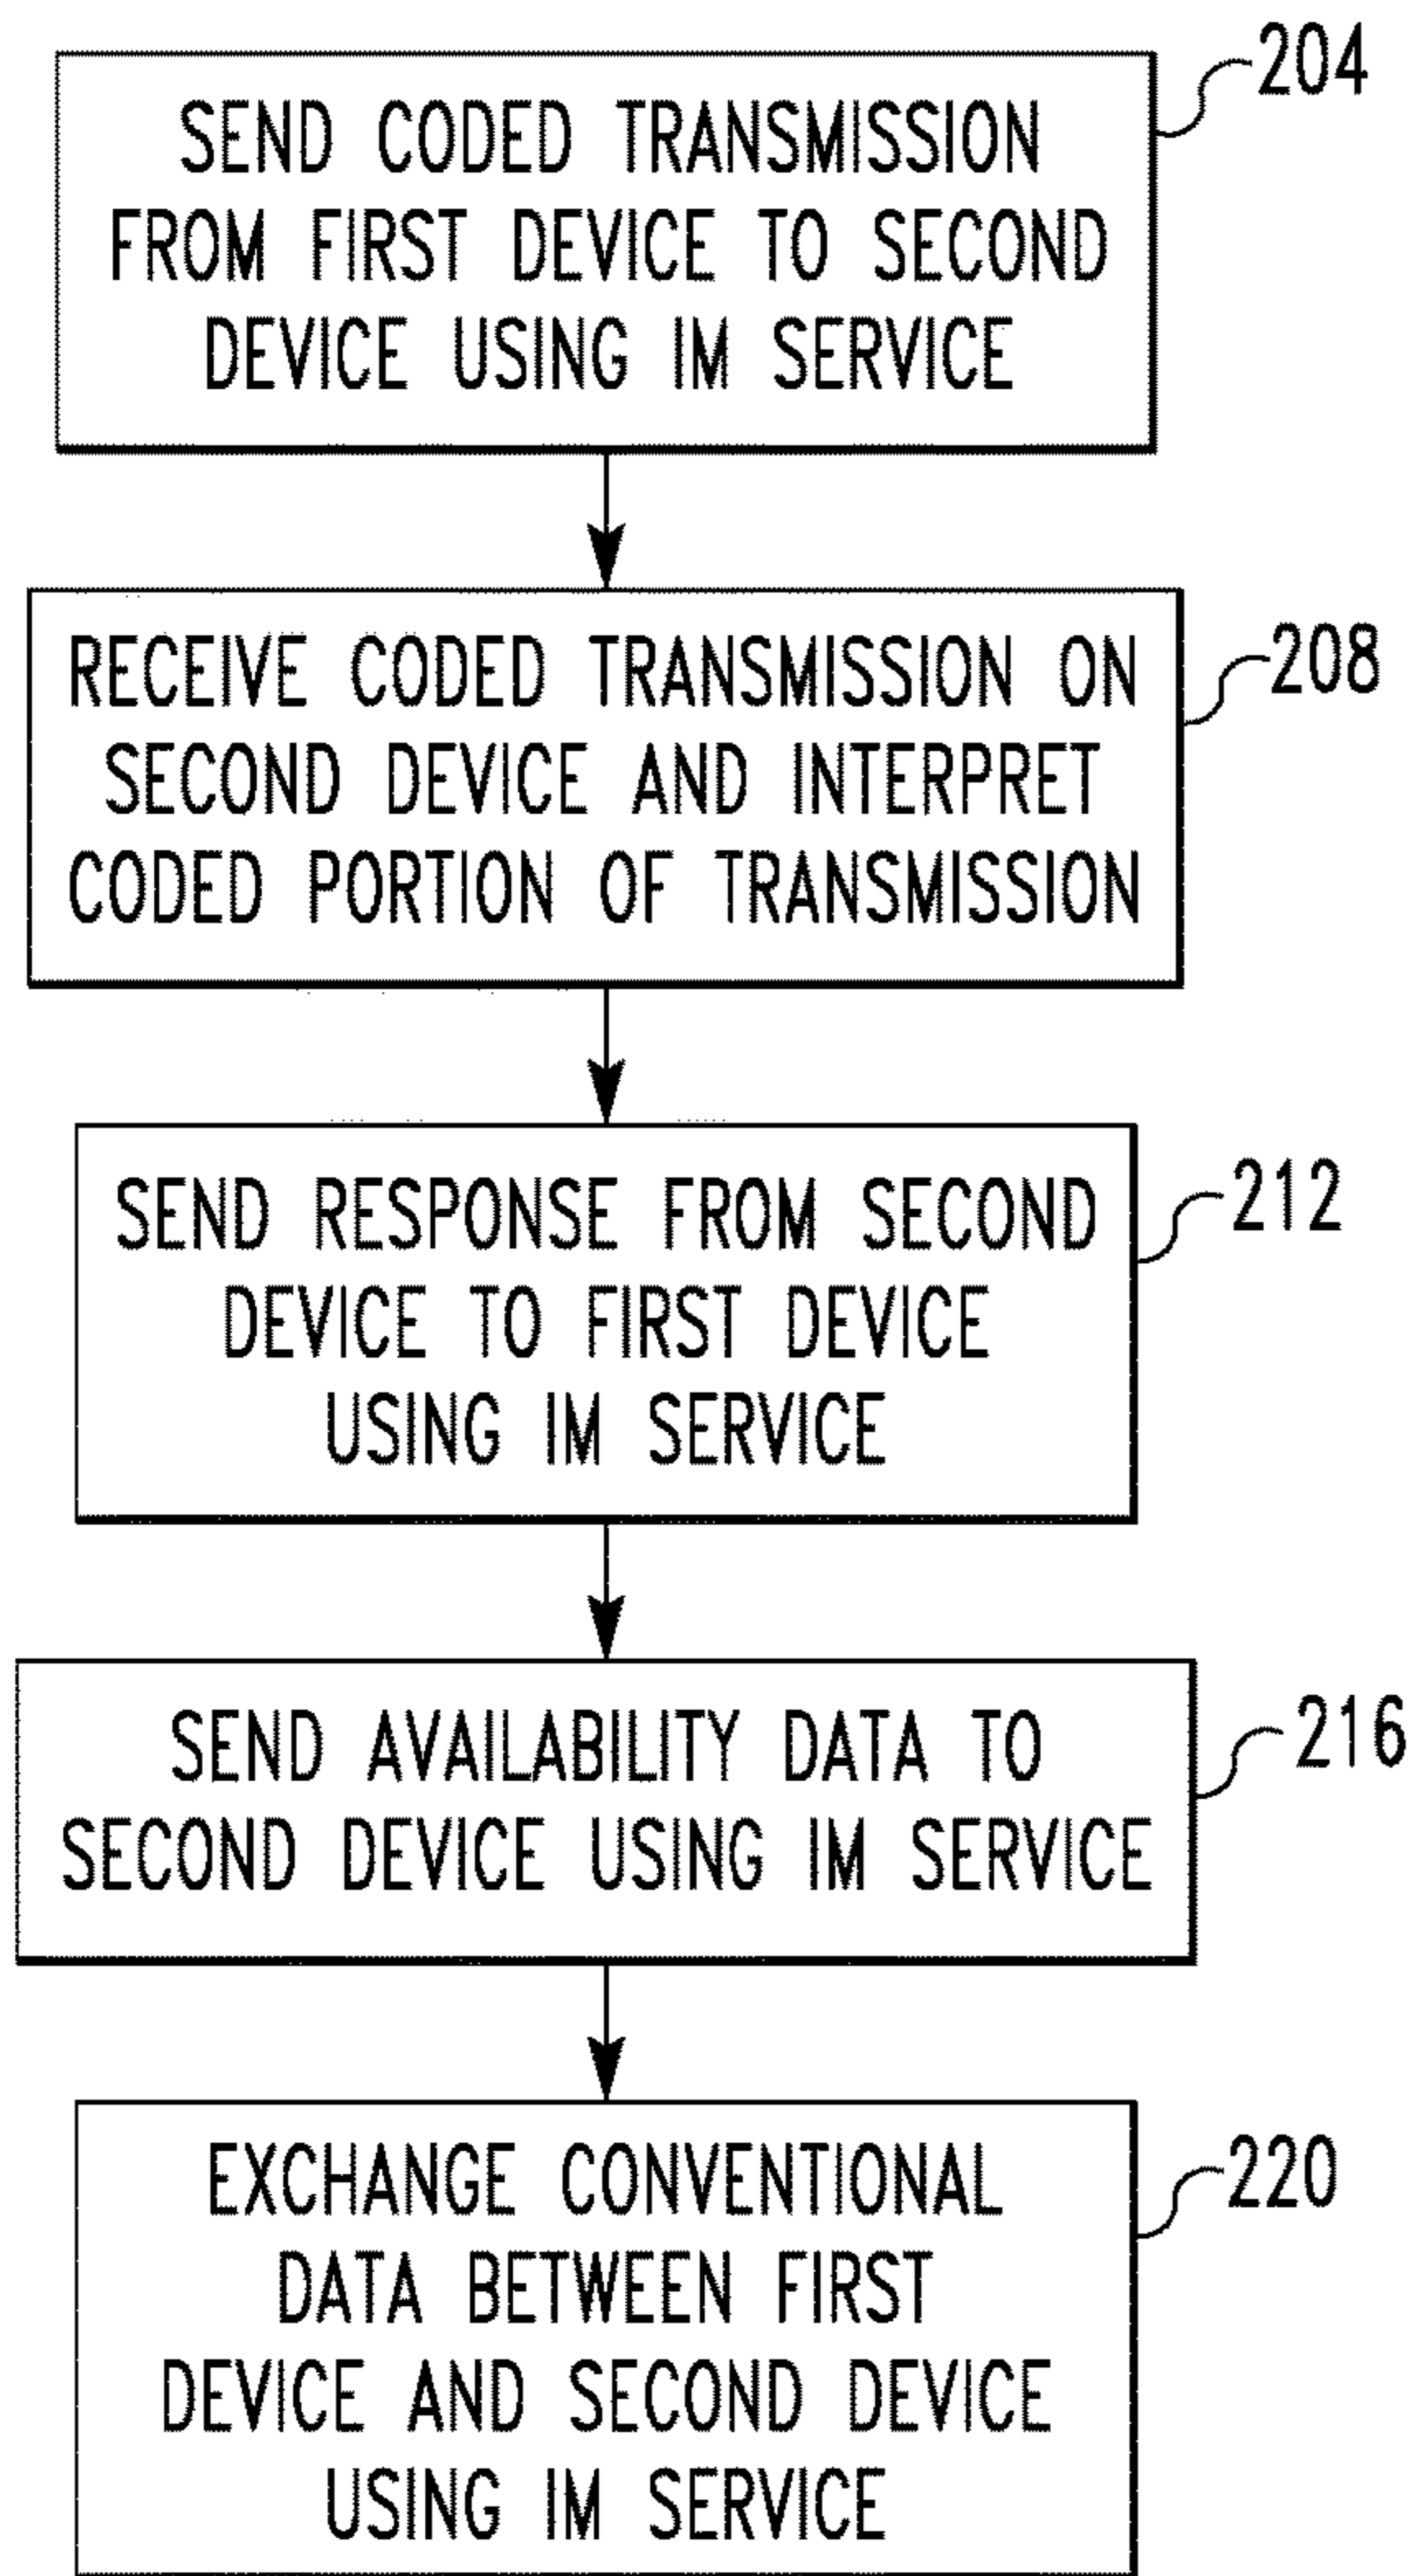 204
SEND CODED TRANSMISSION
FROM FIRST DEVICE TO SECOND
DEVICE USING IM SERVICE
208
RECEIVE CODED TRANSMISSION ON
SECOND DEVICE AND INTERPRET
CODED PORTION OF TRANSMISSION
212
SEND RESPONSE FROM SECOND
DEVICE TO FIRST DEVICE
USING IM SERVICE
216
SEND AVAILABILITY DATA TO
SECOND DEVICE USING IM SERVICE
220
EXCHANGE CONVENTIONAL
DATA BETWEEN FIRST
DEVICE AND SECOND DEVICE
USING IM SERVICE